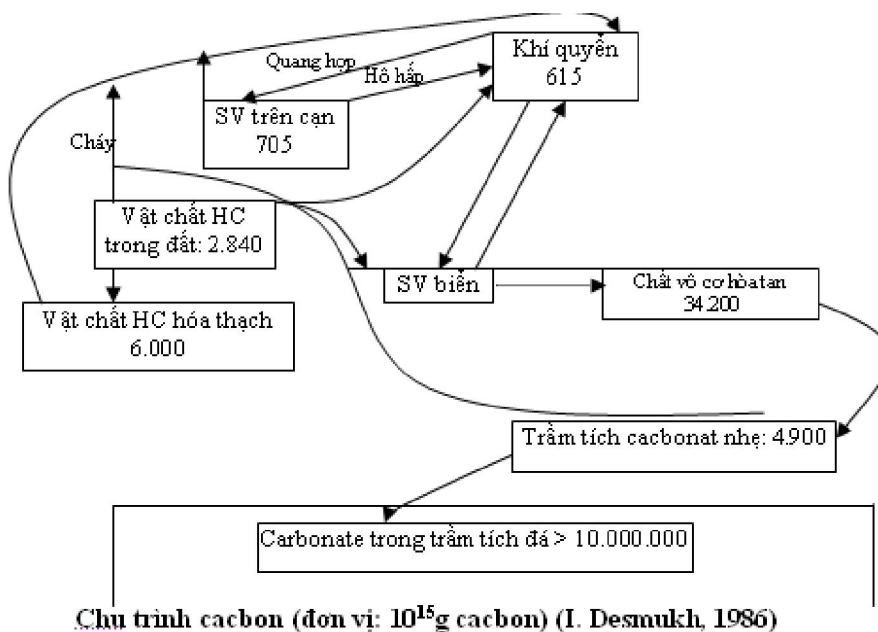 Khí quyển
615
Quang hợp
Hô hấp
SV trên cạn
705
Cháy
Vật chất HC
trong đất: 2.840
SV biển
Chất vô cơ hòa tan
34.200
Vật chất HC hóa thạch
6.000
Trầm tích cacbonat nhẹ: 4.900
Carbonate trong trầm tích đá > 10.000.000
Chu trình cacbon (đơn vị: 10¹⁵g cacbon) (I. Desmukh, 1986)